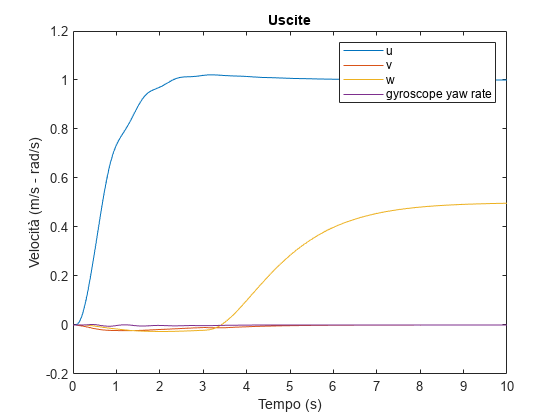 Uscite
1.2
1
0.8
0.6
0.4
0.2
0
-0.2
Velocità (m/s - rad/s)
u
v
w
gyroscope yaw rate
0 1 2 3 4 5 6 7 8 9 10
Tempo (s)